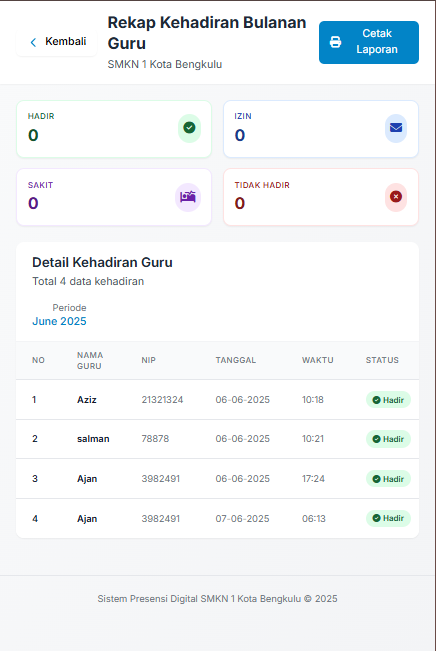 Kembali
Rekap Kehadiran Bulanan
Guru
SMKN 1 Kota Bengkulu
Cetak
Laporan
HADIR
0
IZIN
0
SAKIT
0
TIDAK HADIR
0
Detail Kehadiran Guru
Total 4 data kehadiran
Periode
June 2025
NO NAMA GURU NIP TANGGAL WAKTU STATUS
1 Aziz 21321324 06-06-2025 10:18 Hadir
2 salman 78878 06-06-2025 10:21 Hadir
3 Ajan 3982491 06-06-2025 17:24 Hadir
4 Ajan 3982491 07-06-2025 06:13 Hadir
Sistem Presensi Digital SMKN 1 Kota Bengkulu © 2025